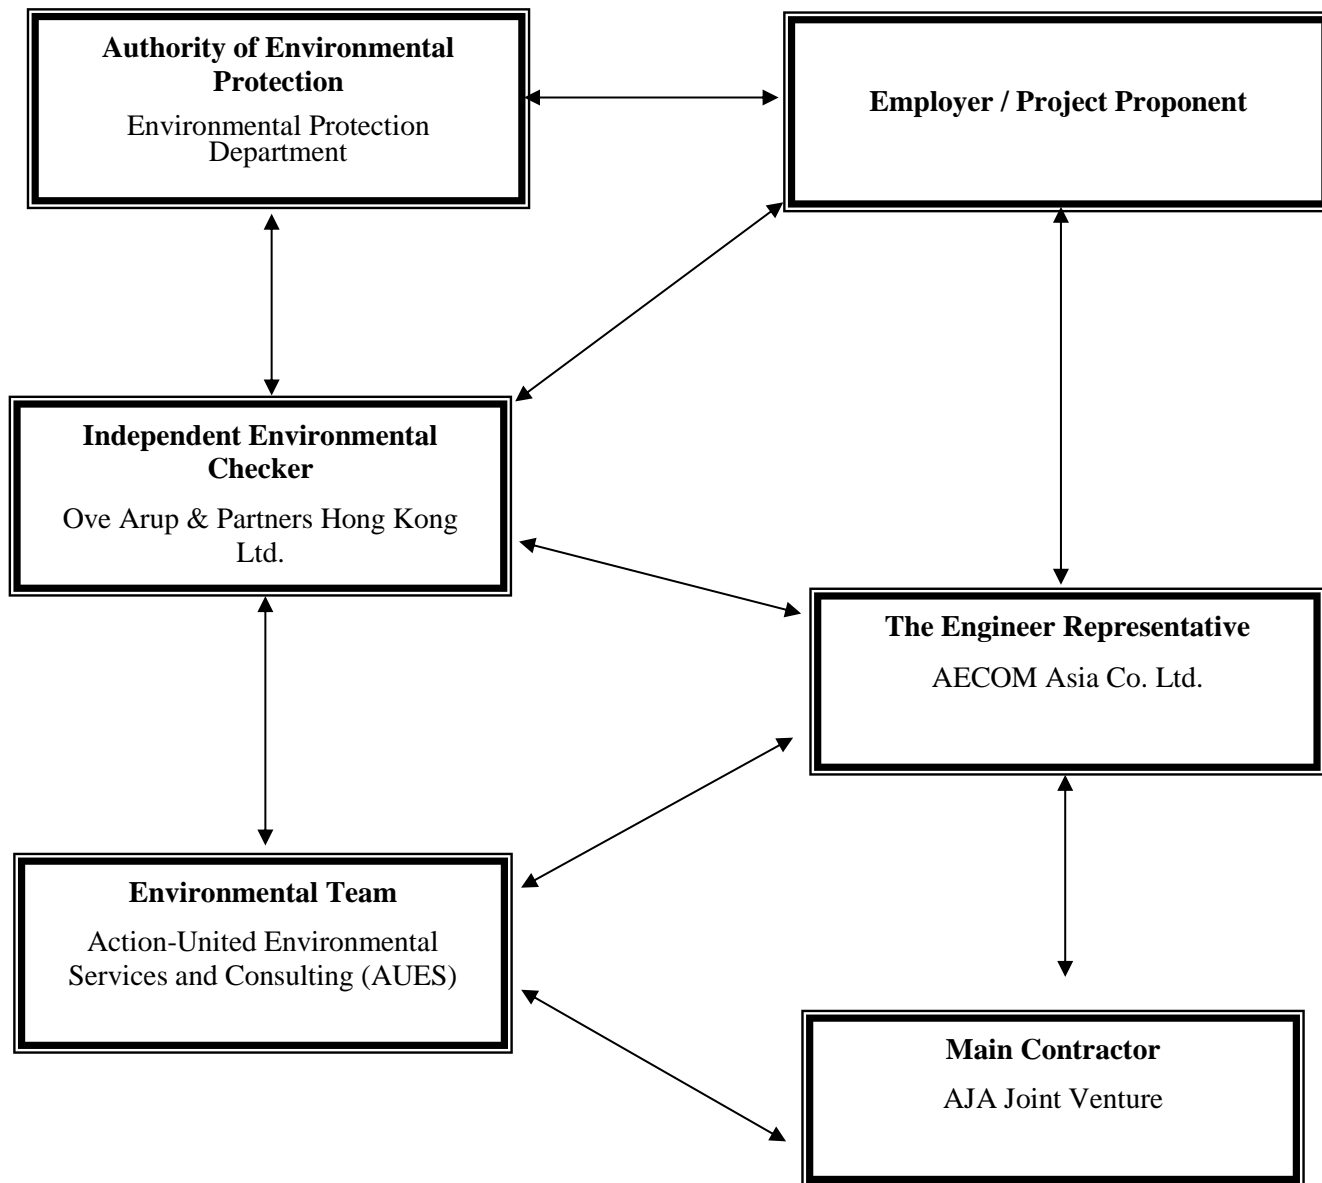 Authority of Environmental
Protection
Environmental Protection
Department
Employer / Project Proponent
Independent Environmental
Checker
Ove Arup & Partners Hong Kong
Ltd.
The Engineer Representative
AECOM Asia Co. Ltd.
Environmental Team
Action-United Environmental
Services and Consulting (AUES)
Main Contractor
AJA Joint Venture